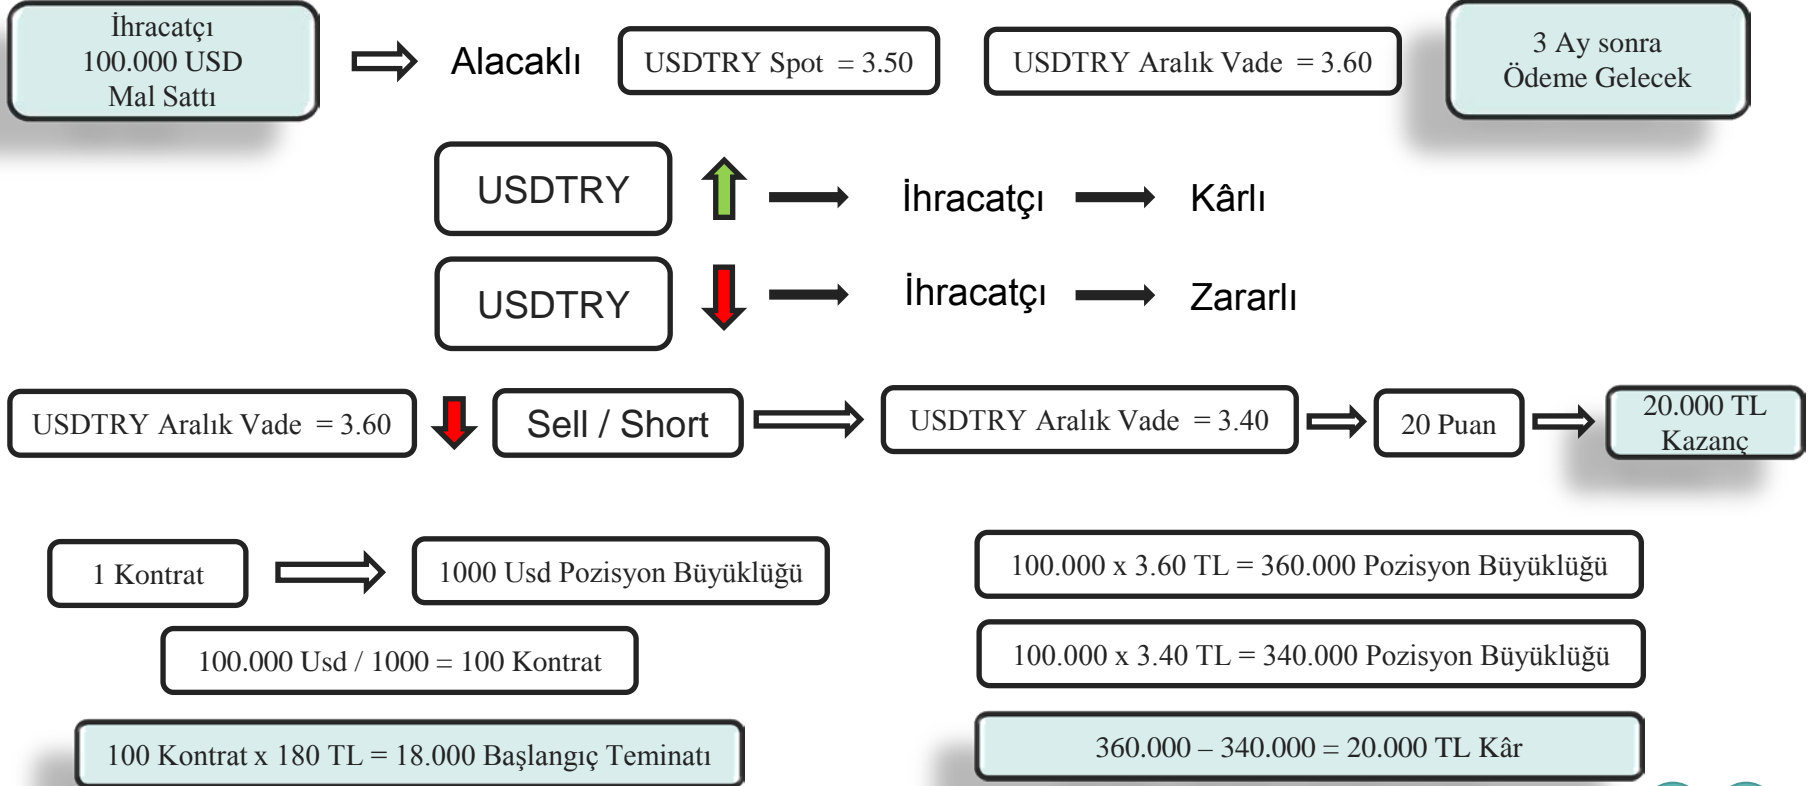 İhracatçı
100.000 USD
Mal Sattı
Alacaklı
USDTRY Spot = 3.50
USDTRY Aralık Vade = 3.60
3 Ay sonra
Ödeme Gelecek
USDTRY
İhracatçı
Kârlı
USDTRY
İhracatçı
Zararlı
USDTRY Aralık Vade = 3.60
Sell / Short
USDTRY Aralık Vade = 3.40
20 Puan
20.000 TL
Kazanç
1 Kontrat
1000 Usd Pozisyon Büyüklüğü
100.000 Usd / 1000 = 100 Kontrat
100 Kontrat x 180 TL = 18.000 Başlangıç Teminatı
100.000 x 3.60 TL = 360.000 Pozisyon Büyüklüğü
100.000 x 3.40 TL = 340.000 Pozisyon Büyüklüğü
360.000 – 340.000 = 20.000 TL Kâr